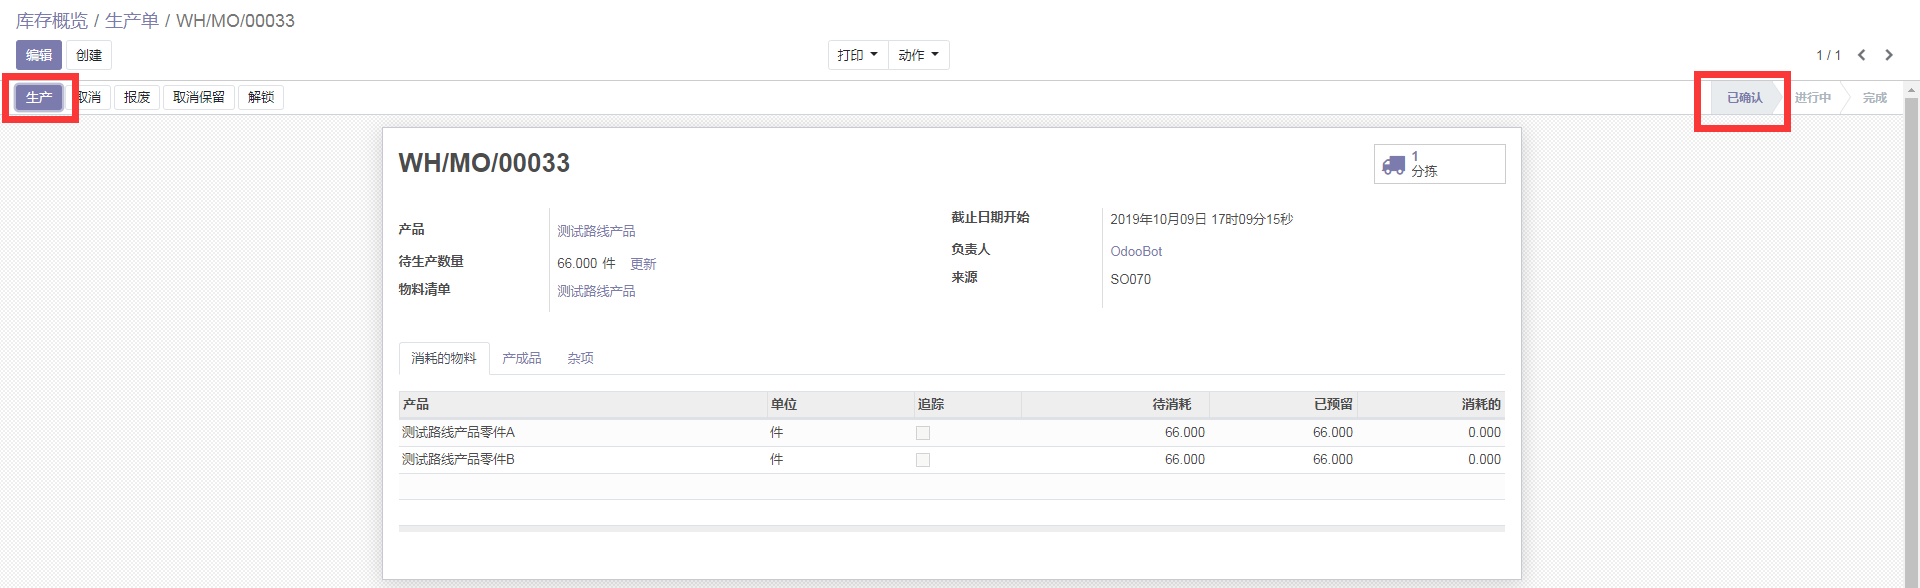 库存概览 / 生产单 / WH/MO/00033
编辑 创建 打印 动作 1 / 1
生产 取消 报废 取消保留 解锁 已确认 进行中 完成
WH/MO/00033
1
分拣
产品 测试路线产品
待生产数量 66.000 件 更新
物料清单 测试路线产品
截止日期开始 2019年10月09日 17时09分15秒
负责人 OdooBot
来源 SO070
消耗的物料 产成品 杂项
产品 单位 追踪 待消耗 已预留 消耗的
测试路线产品零件A 件 66.000 66.000 0.000
测试路线产品零件B 件 66.000 66.000 0.000